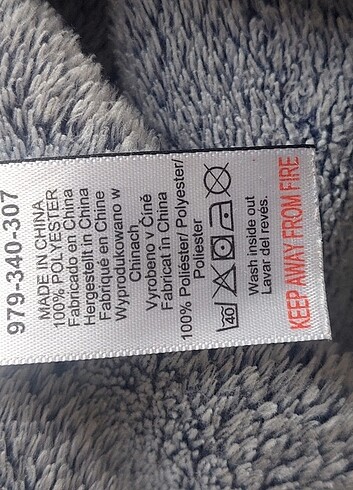 979-340-307
MADE IN CHINA
100% POLYESTER
Fabricado en China
Hergestellt in China
Fabriqué en Chine
Wyprodukowano w
Chinach
Vyrobeno v Číně
Fabricat in China
100% Poliéster/ Polyester/
Poliester
40
Wash inside out
Lavar del revés.
KEEP AWAY FROM FIRE